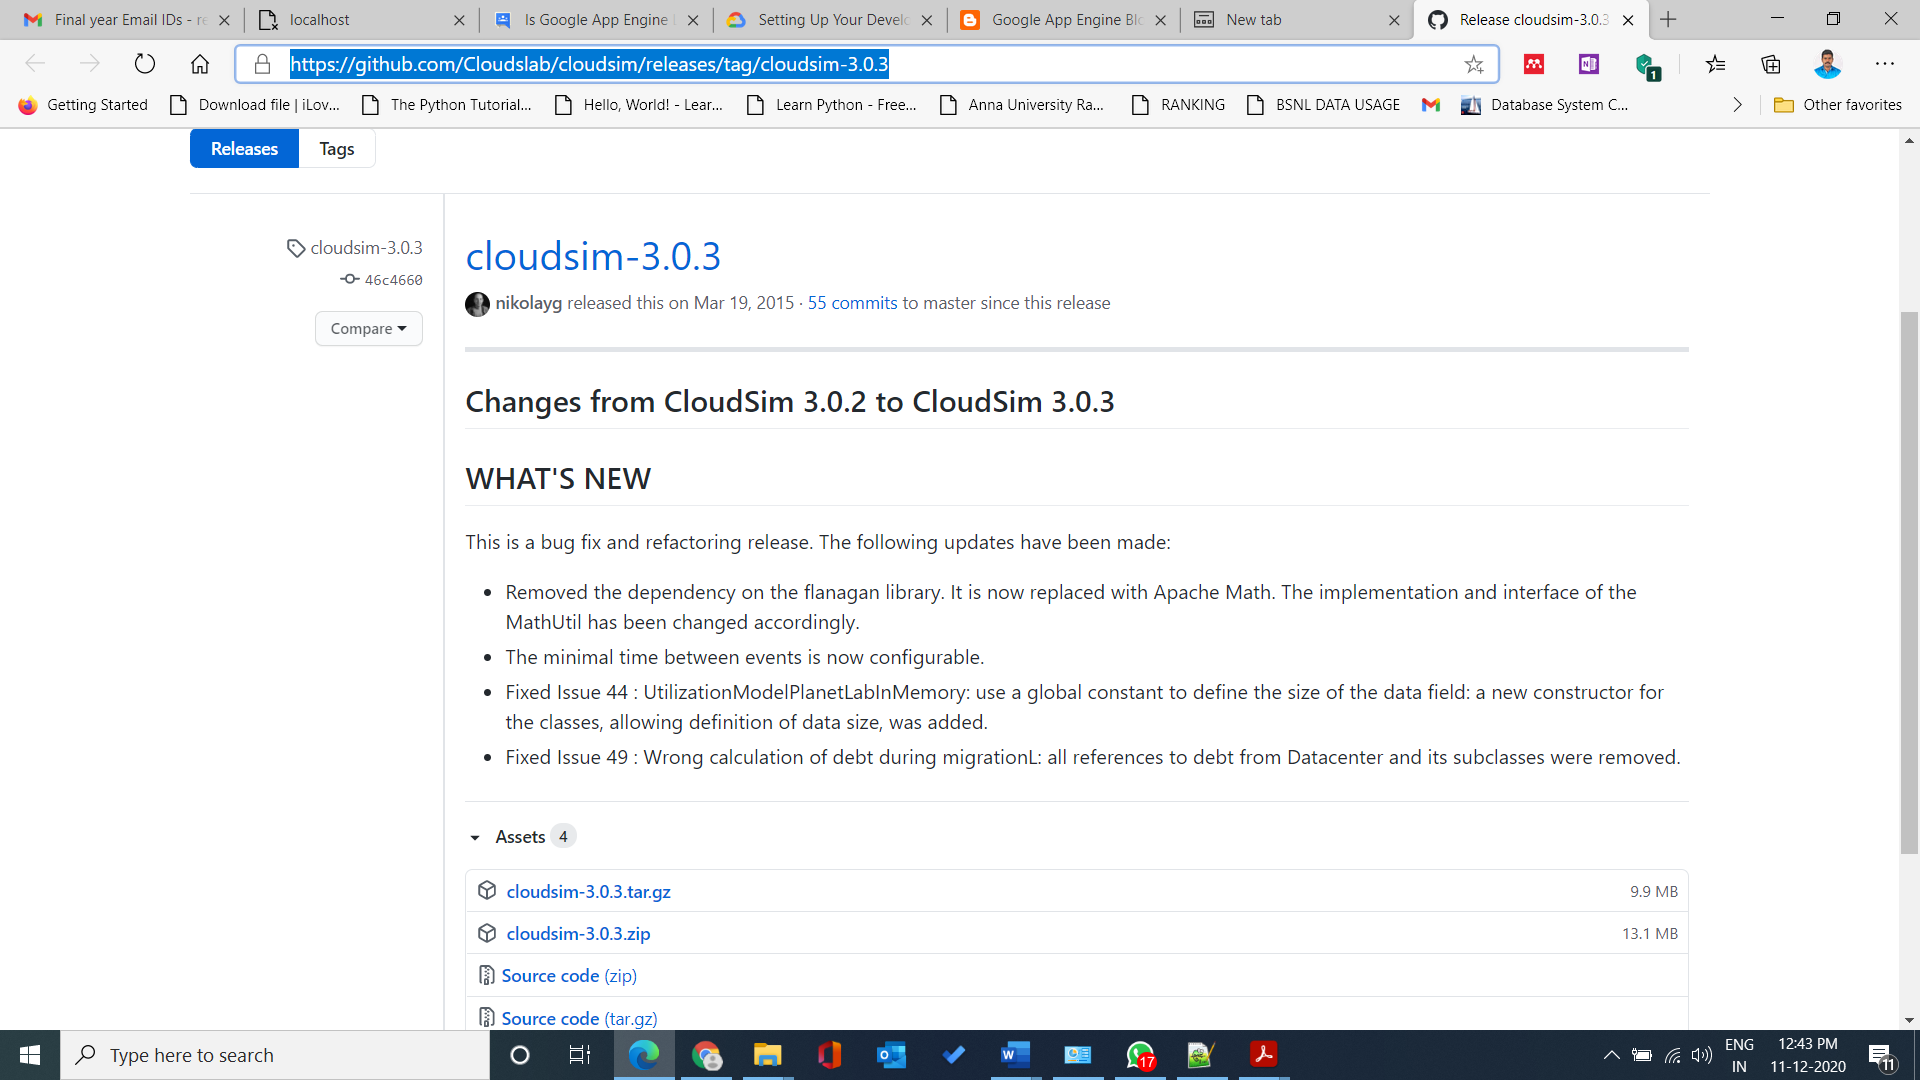 Final year Email IDs - re
localhost
Is Google App Engine
Setting Up Your Develo
Google App Engine Blo
New tab
Release cloudsim-3.0.3
https://github.com/Cloudslab/cloudsim/releases/tag/cloudsim-3.0.3
1
Getting Started
Download file | iLov...
The Python Tutorial...
Hello, World! - Lear...
Learn Python - Free...
Anna University Ra...
RANKING
BSNL DATA USAGE
Database System C...
Other favorites
Releases
Tags
cloudsim-3.0.3
46c4660
Compare
cloudsim-3.0.3
nikolayg released this on Mar 19, 2015 · 55 commits to master since this release
Changes from CloudSim 3.0.2 to CloudSim 3.0.3
WHAT'S NEW
This is a bug fix and refactoring release. The following updates have been made:
• Removed the dependency on the flanagan library. It is now replaced with Apache Math. The implementation and interface of the
MathUtil has been changed accordingly.
• The minimal time between events is now configurable.
• Fixed Issue 44 : UtilizationModelPlanetLabInMemory: use a global constant to define the size of the data field: a new constructor for
the classes, allowing definition of data size, was added.
• Fixed Issue 49 : Wrong calculation of debt during migrationL: all references to debt from Datacenter and its subclasses were removed.
Assets 4
cloudsim-3.0.3.tar.gz 9.9 MB
cloudsim-3.0.3.zip 13.1 MB
Source code (zip)
Source code (tar.gz)
Type here to search
17
ENG
IN
12:43 PM
11-12-2020
11